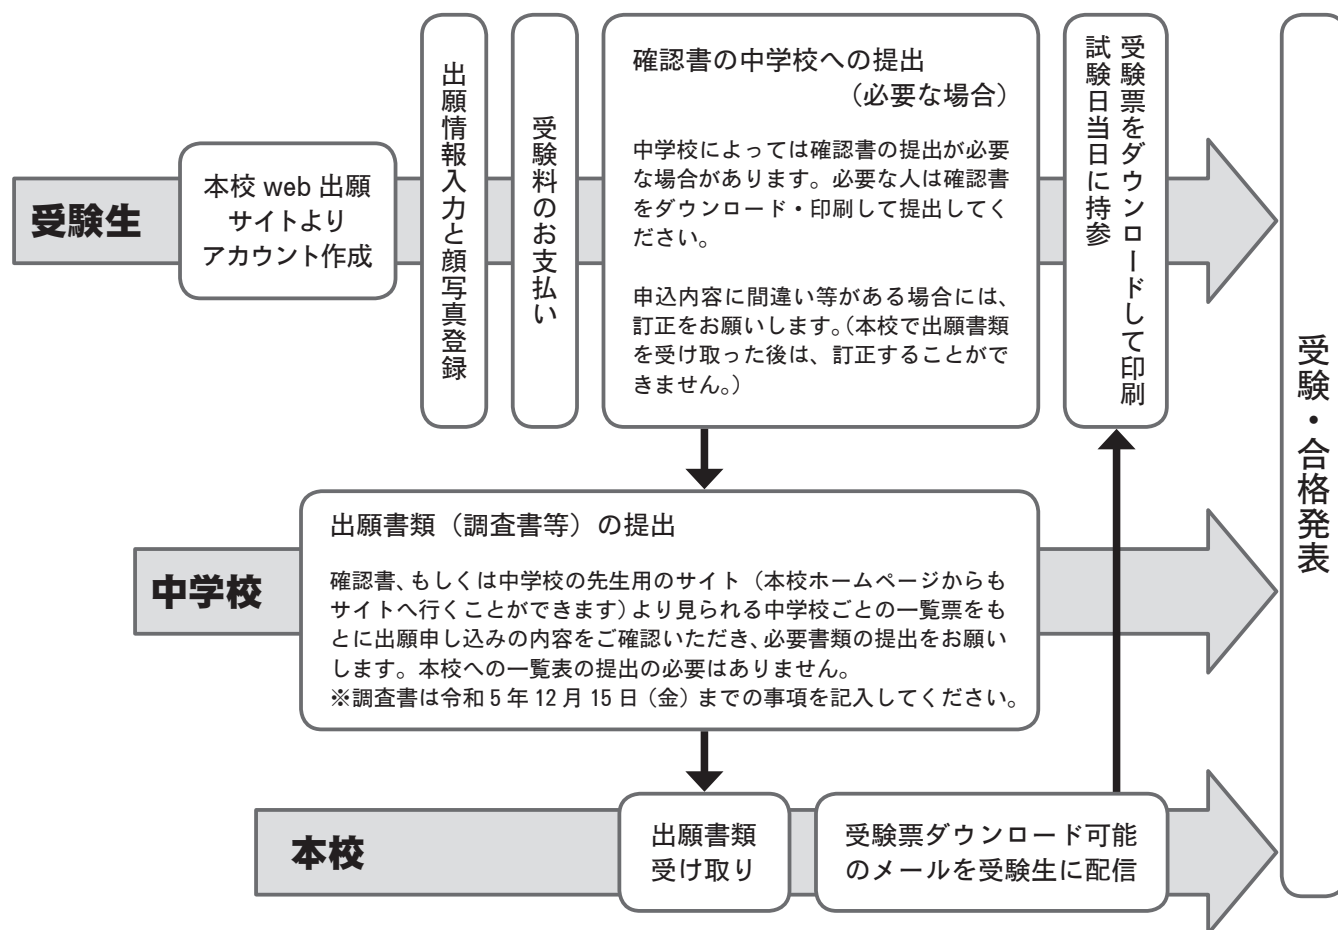 受験生
本校 web 出願
サイトより
アカウント作成
出願情報入力と顔写真登録
受験料のお支払い
確認書の中学校への提出
（必要な場合）
中学校によっては確認書の提出が必要
な場合があります。必要な人は確認書
をダウンロード・印刷して提出してく
ださい。
申込内容に間違い等がある場合には、
訂正をお願いします。（本校で出願書類
を受け取った後は、訂正することがで
きません。）
受験票をダウンロードして印刷
試験日当日に持参
受験・合格発表
中学校
出願書類（調査書等）の提出
確認書、もしくは中学校の先生用のサイト（本校ホームページからも
サイトへ行くことができます）より見られる中学校ごとの一覧票をも
とに出願申し込みの内容をご確認いただき、必要書類の提出をお願い
します。本校への一覧表の提出の必要はありません。
※調査書は令和 5 年 12 月 15 日（金）までの事項を記入してください。
本校
出願書類
受け取り
受験票ダウンロード可能
のメールを受験生に配信